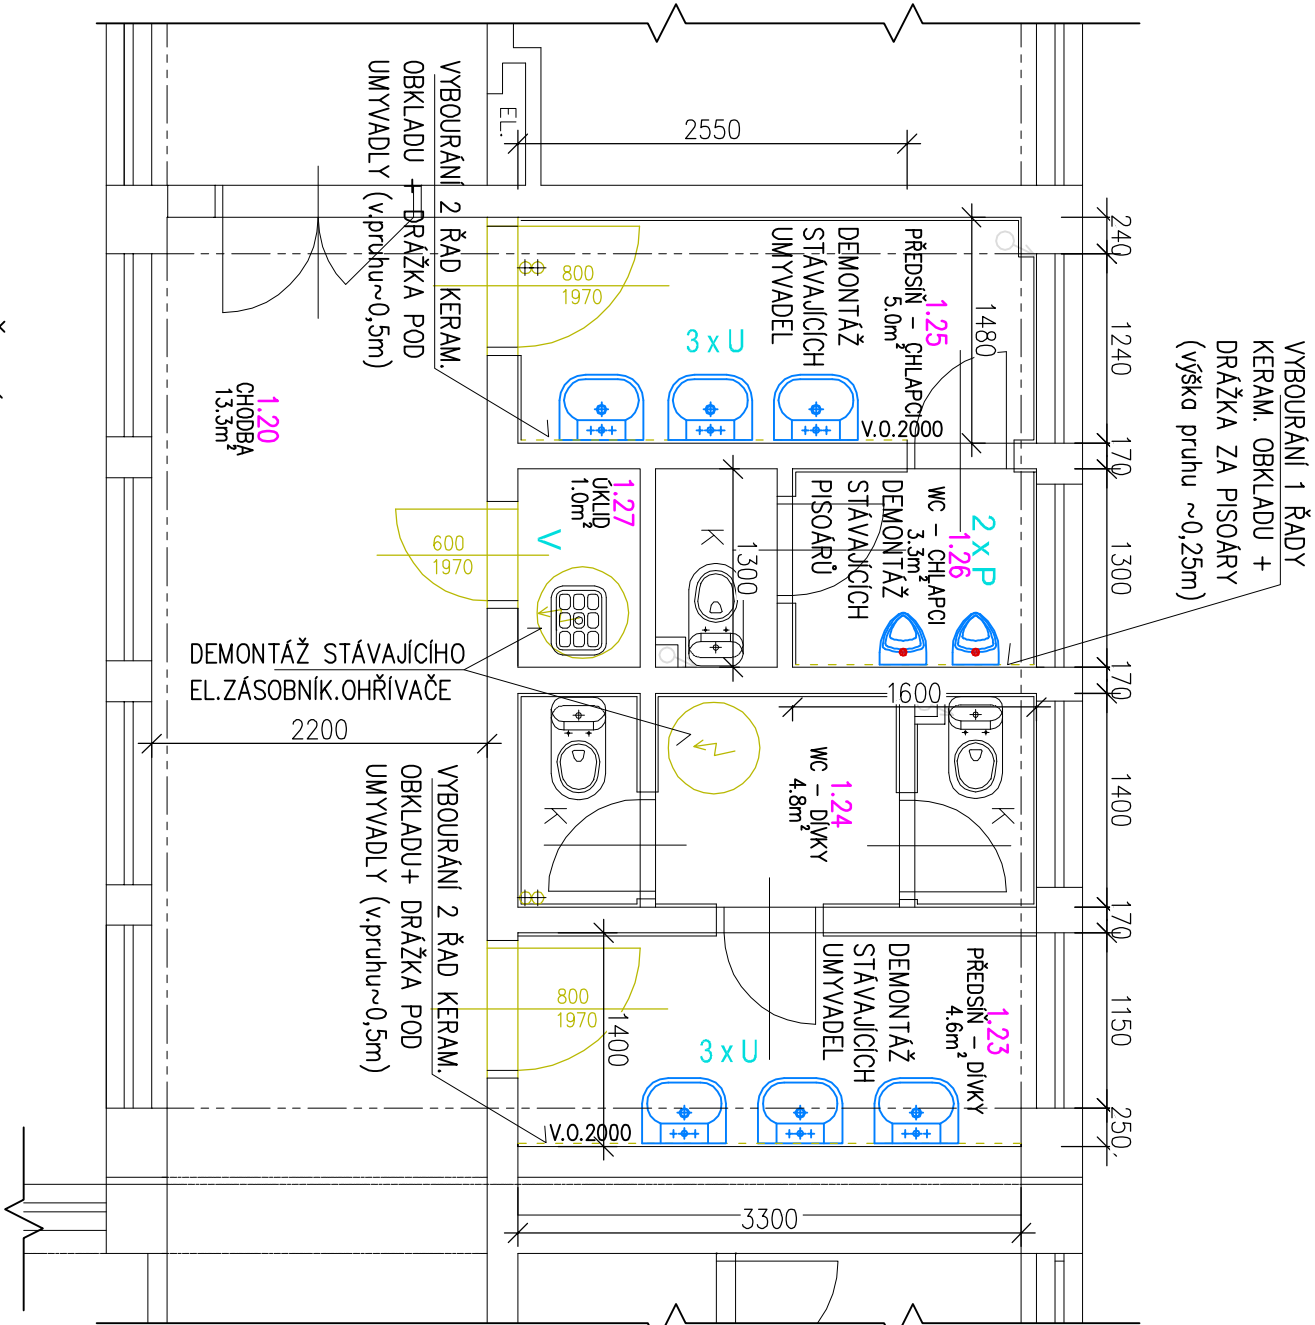 VYBOURÁNÍ 2 ŘAD KERAM.
OBKLADU + DRÁŽKA POD
UMYVADLY (v.pruhu~0,5m)
EL.
2550
240
1240
170
1300
170
1400
170
1150
250
VYBOURÁNÍ 1 ŘADY
KERAM. OBKLADU +
DRÁŽKA ZA PISOÁRY
(výška pruhu ~0,25m)
800
1970
DEMONTÁŽ
STÁVAJÍCÍCH
UMYVADEL
3 x U
1.25
PŘEDSÍŇ - CHLAPCI
5.0m²
1480
V.O.2000
1.20
CHODBA
13.3m²
600
1970
V
1.27
ÚKLID
1.0m²
K
1300
DEMONTÁŽ
STÁVAJÍCÍCH
PISOÁRŮ
2 x P
1.26
WC - CHLAPCI
3.3m²
DEMONTÁŽ STÁVAJÍCÍHO
EL.ZÁSOBNÍK.OHŘÍVAČE
2200
1600
K
1.24
WC - DÍVKY
4.8m²
K
VYBOURÁNÍ 2 ŘAD KERAM.
OBKLADU+ DRÁŽKA POD
UMYVADLY (v.pruhu~0,5m)
800
1970
1400
3 x U
DEMONTÁŽ
STÁVAJÍCÍCH
UMYVADEL
1.23
PŘEDSÍŇ - DÍVKY
4.6m²
V.O.2000
3300